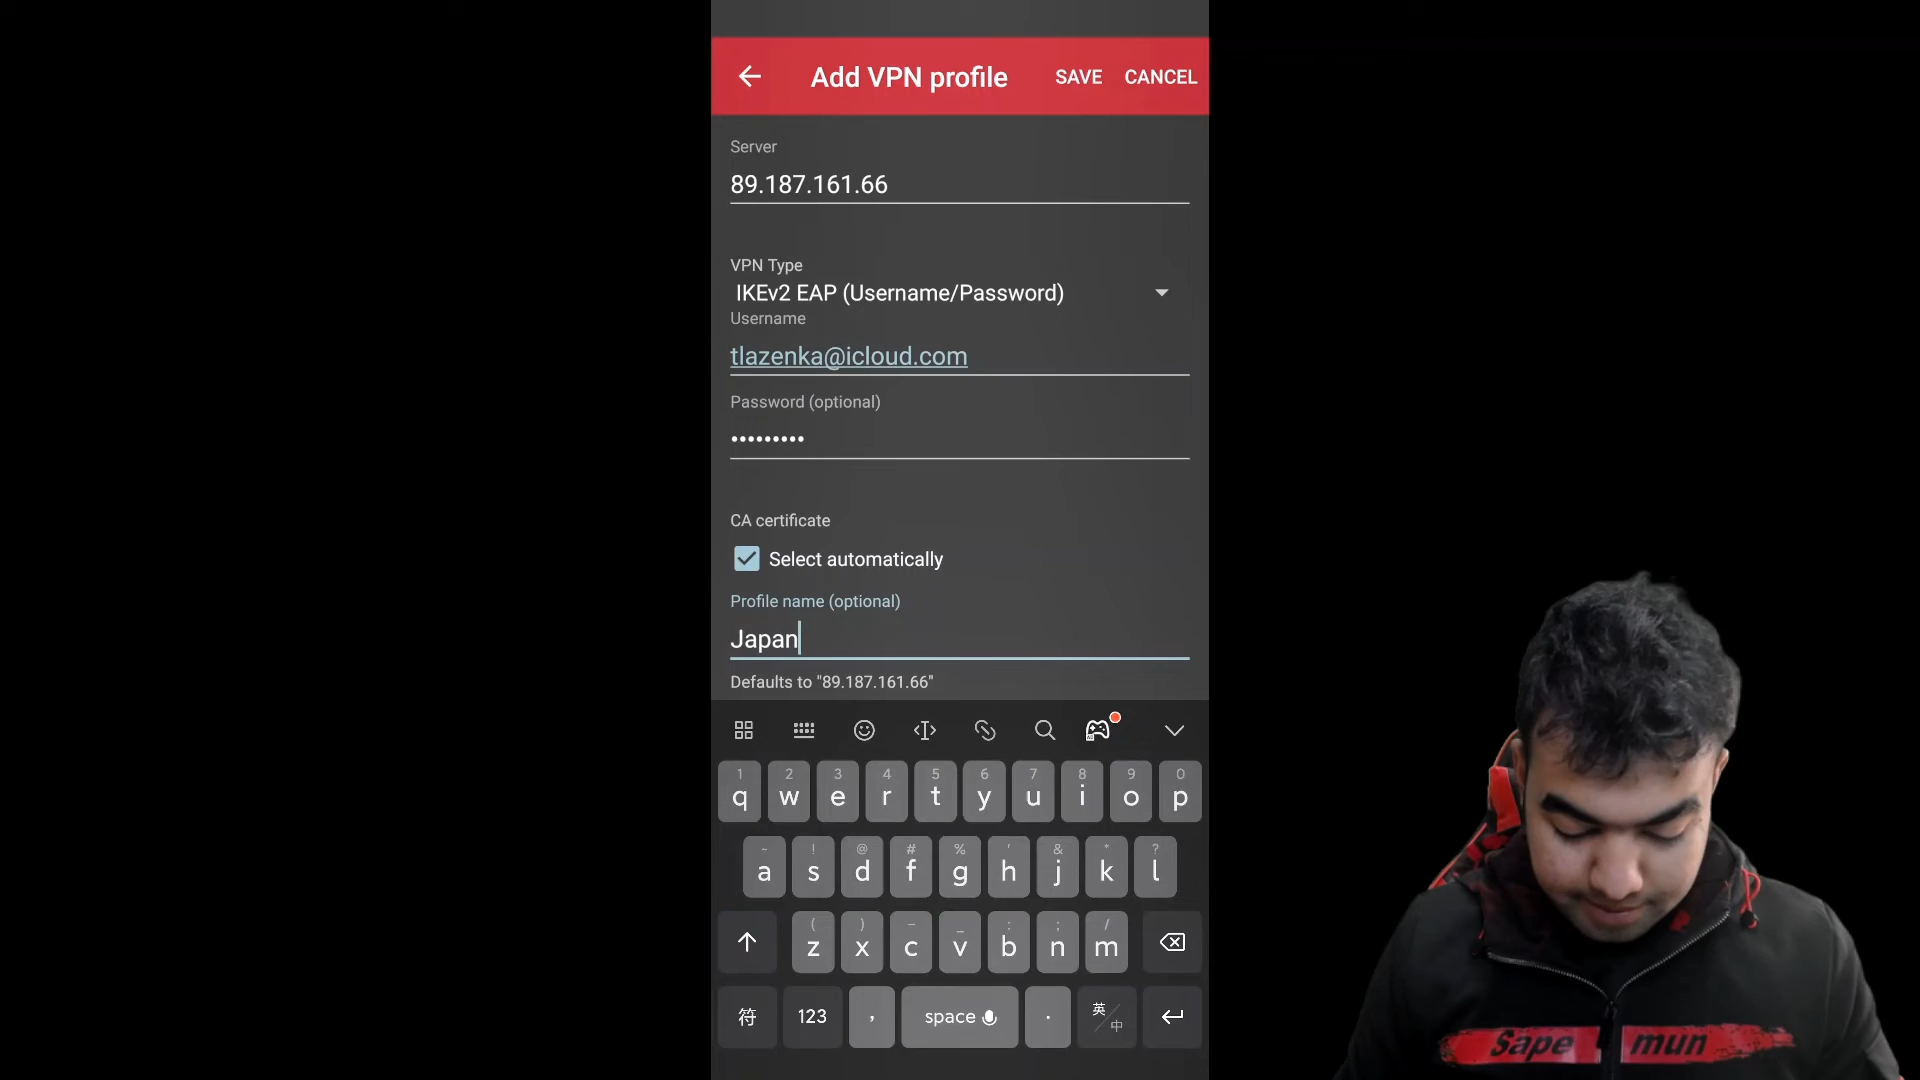 Add VPN profile SAVE CANCEL
Server
89.187.161.66
VPN Type
IKEv2 EAP (Username/Password)
Username
tlazenka@icloud.com
Password (optional)
•••••••••
CA certificate
Select automatically
Profile name (optional)
Japan
Defaults to "89.187.161.66"
1 2 3 4 5 6 7 8 9 0
q w e r t y u i o p
~ ! @ # % ' & * ?
a s d f g h j k l
( ) - _ : ; /
z x c v b n m
符 123 , space . 英/中
Sape mun